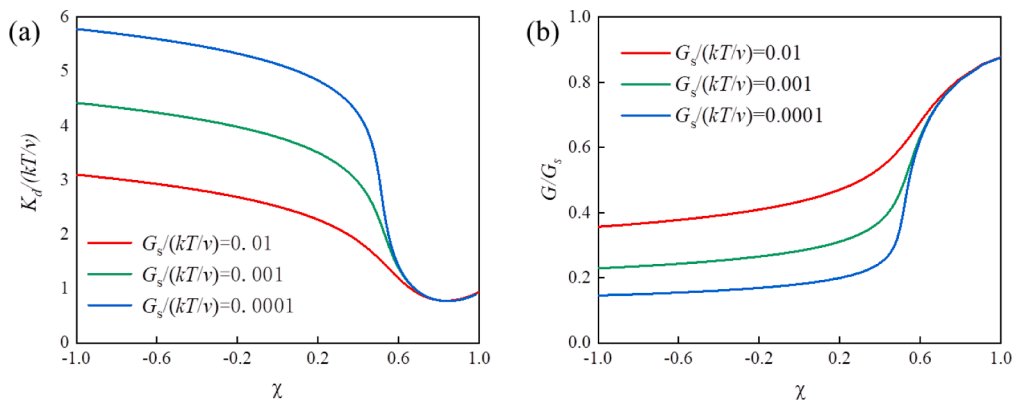 (a)
6
5
4
3
2
1
0
K_d/(kT/v)
G_s/(kT/v)=0.01
G_s/(kT/v)=0.001
G_s/(kT/v)=0.0001
-1.0 -0.6 -0.2 0.2 0.6 1.0
χ
(b)
1.0
0.8
0.6
0.4
0.2
0.0
G/G_s
G_s/(kT/v)=0.01
G_s/(kT/v)=0.001
G_s/(kT/v)=0.0001
-1.0 -0.6 -0.2 0.2 0.6 1.0
χ